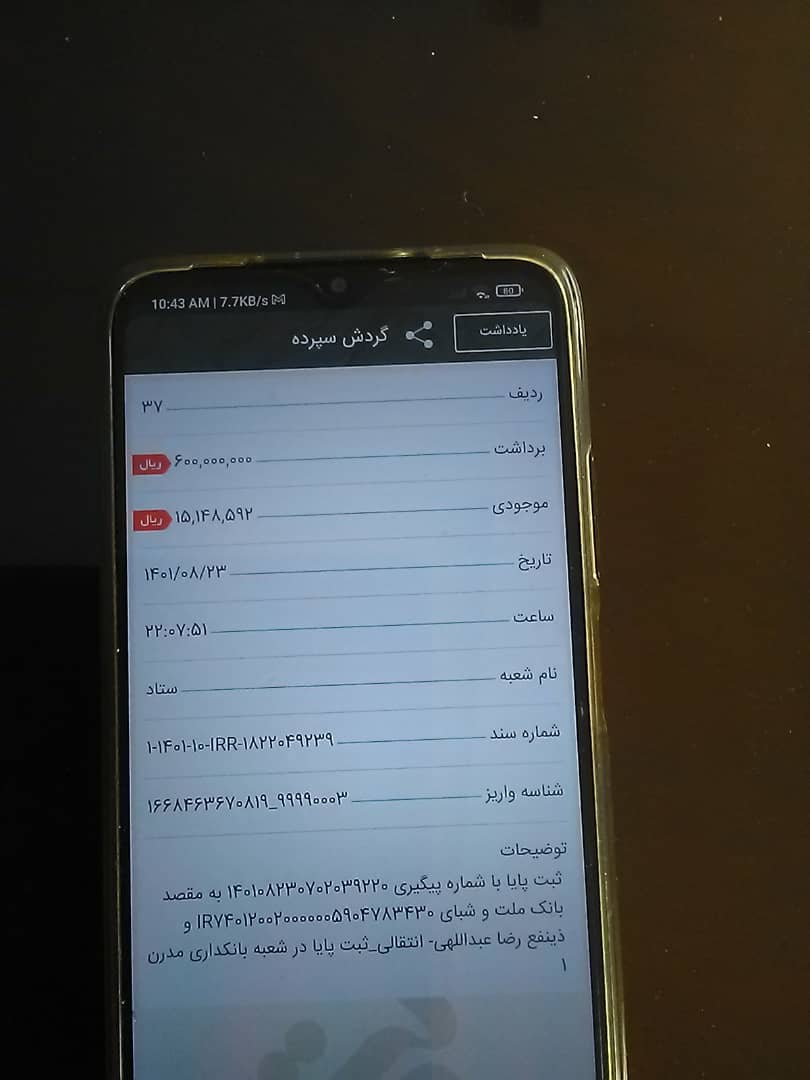 10:43 AM | 7.7KB/s
80
یادداشت
گردش سپرده
ردیف ۳۷
برداشت ۶۰۰,۰۰۰,۰۰۰ ریال
موجودی ۱۵,۱۴۸,۵۹۲ ریال
تاریخ ۱۴۰۱/۰۸/۲۳
ساعت ۲۲:۰۷:۵۱
نام شعبه ستاد
شماره سند ۱-۱۴۰۱-۱۰-IRR-۱۸۲۲۰۴۹۲۳۹
شناسه واریز ۱۶۶۸۴۶۳۶۷۰۸۱۹_۹۹۹۹۰۰۰۳
توضیحات
ثبت پایا با شماره پیگیری ۱۴۰۱۰۸۲۳۰۷۰۲۰۳۹۲۲۰ به مقصد
بانک ملت و شبای IR۷۴۰۱۲۰۰۲۰۰۰۰۰۰۵۹۰۴۷۸۳۴۳۰ و
ذینفع رضا عبداللهی- انتقالی_ثبت پایا در شعبه بانکداری مدرن
۱